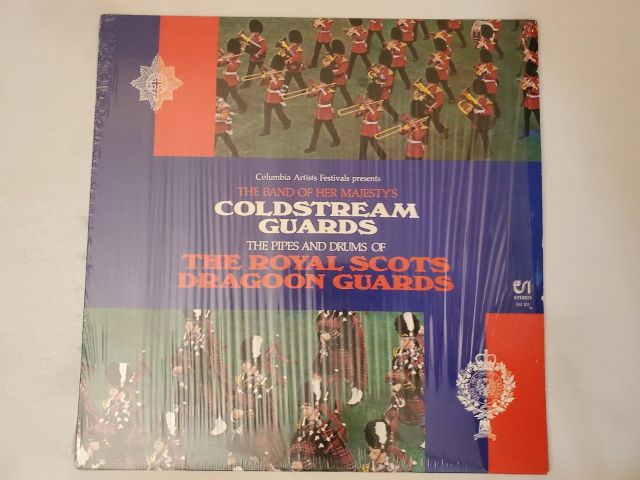 Columbia Artists Festivals presents
THE BAND OF HER MAJESTY'S
COLDSTREAM
GUARDS
THE PIPES AND DRUMS OF
THE ROYAL SCOTS
DRAGOON GUARDS
ESI
STEREO